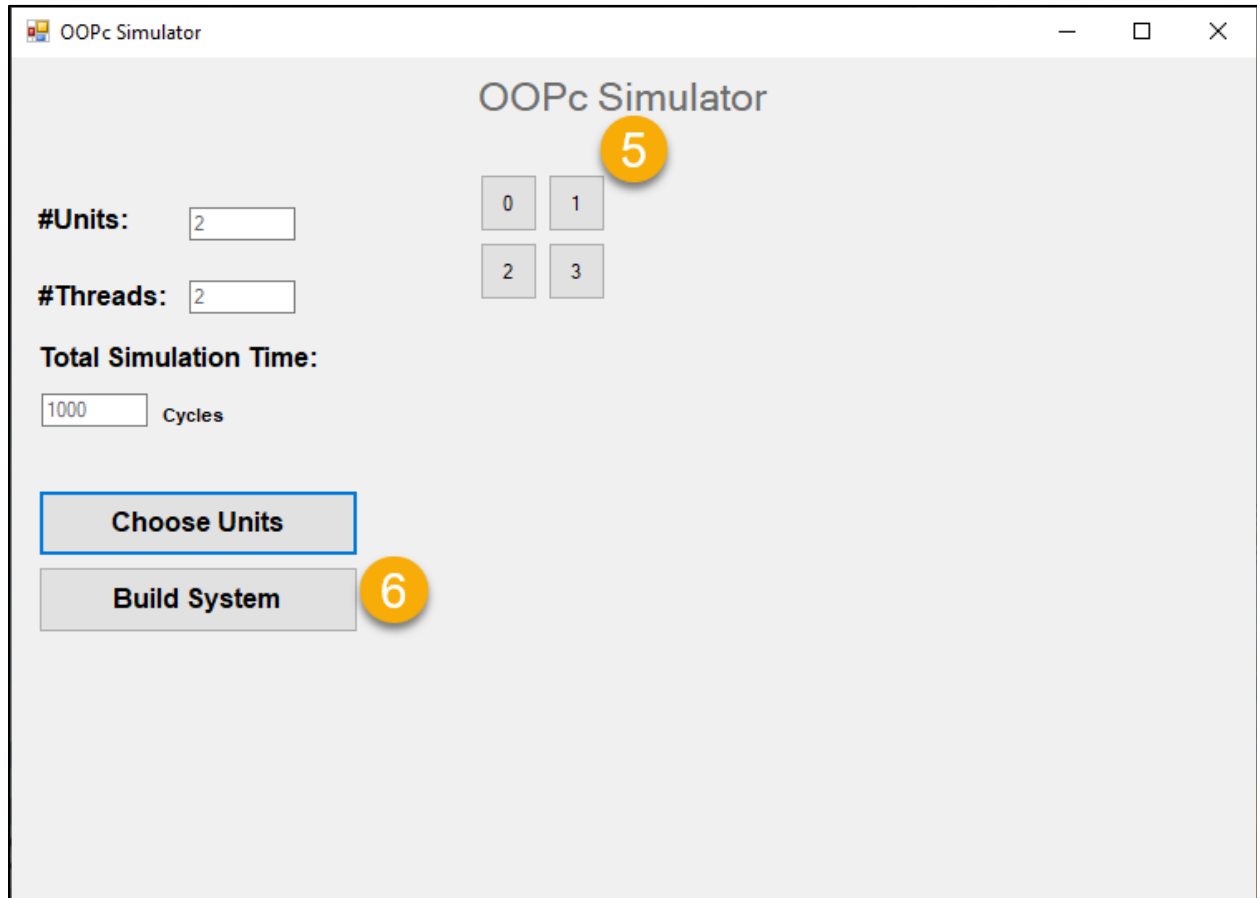 OOPc Simulator
OOPc Simulator
5
0 1
#Units: 2
2 3
#Threads: 2
Total Simulation Time:
1000 Cycles
Choose Units
Build System 6